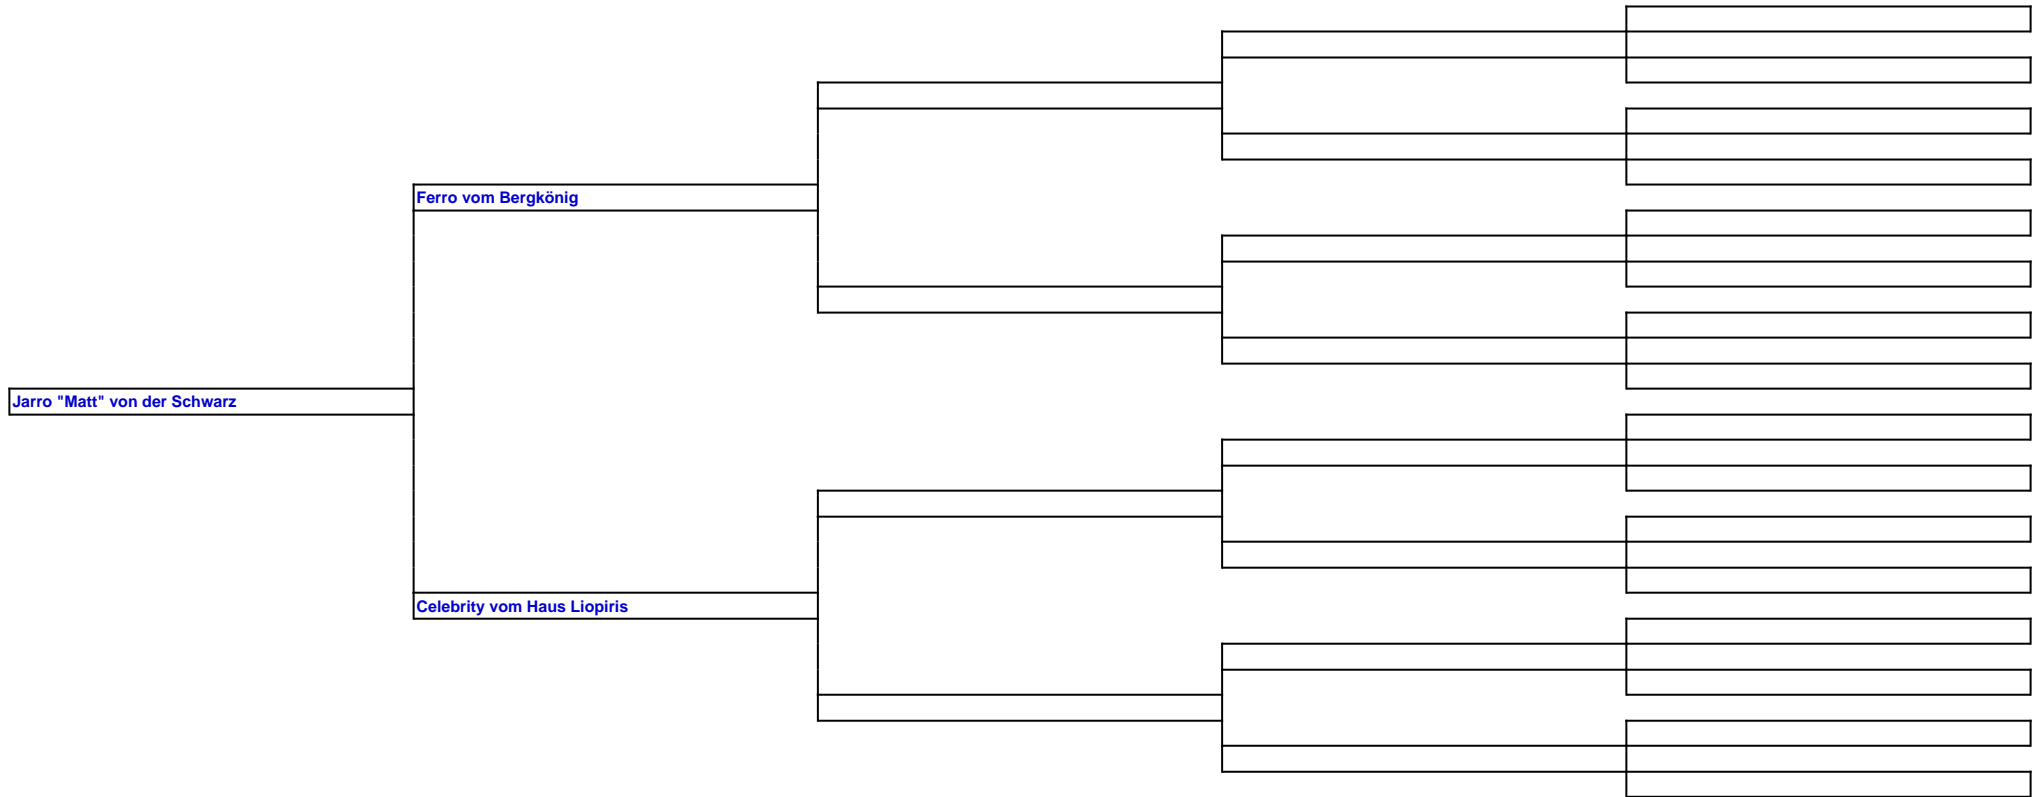 Ferro vom Bergkönig
Jarro "Matt" von der Schwarz
Celebrity vom Haus Liopiris